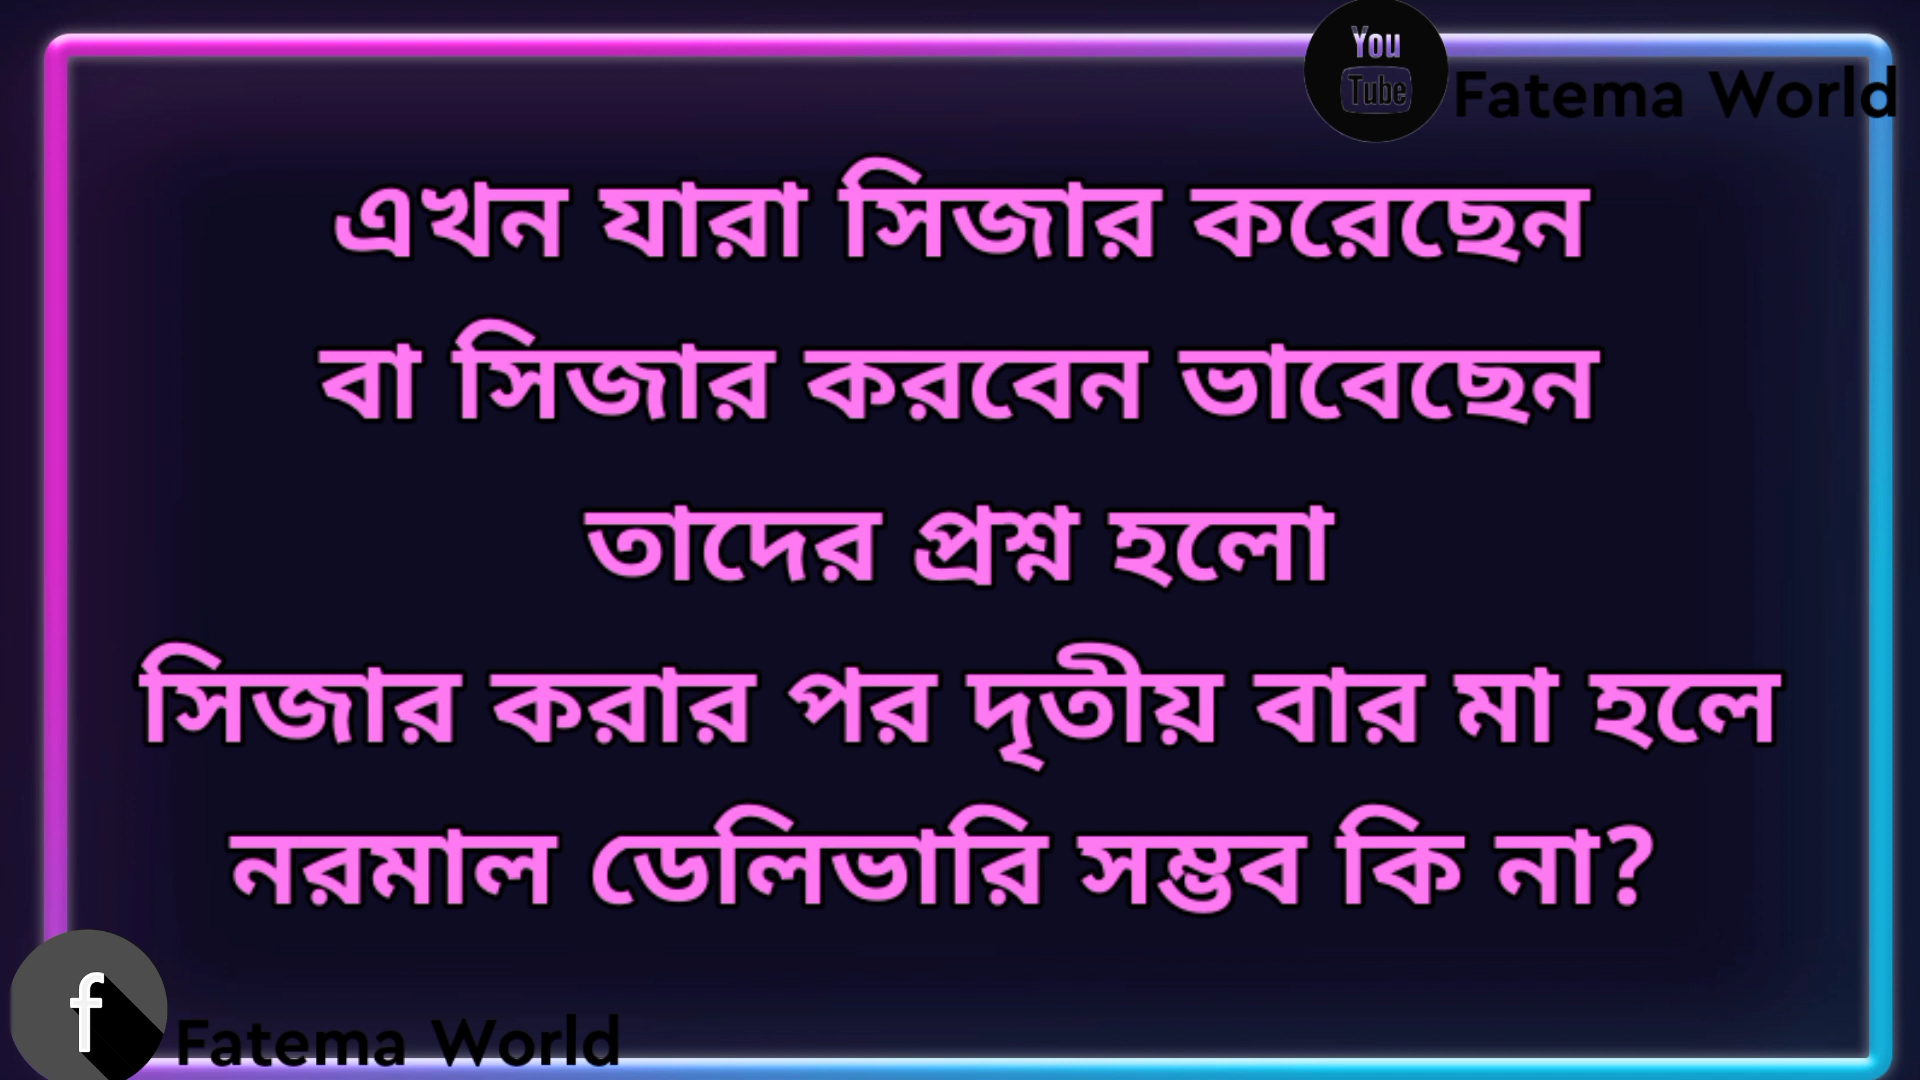 You
Tube
Fatema World
এখন যারা সিজার করেছেন
বা সিজার করবেন ভাবেছেন
তাদের প্রশ্ন হলো
সিজার করার পর দৃতীয় বার মা হলে
নরমাল ডেলিভারি সম্ভব কি না?
f
Fatema World